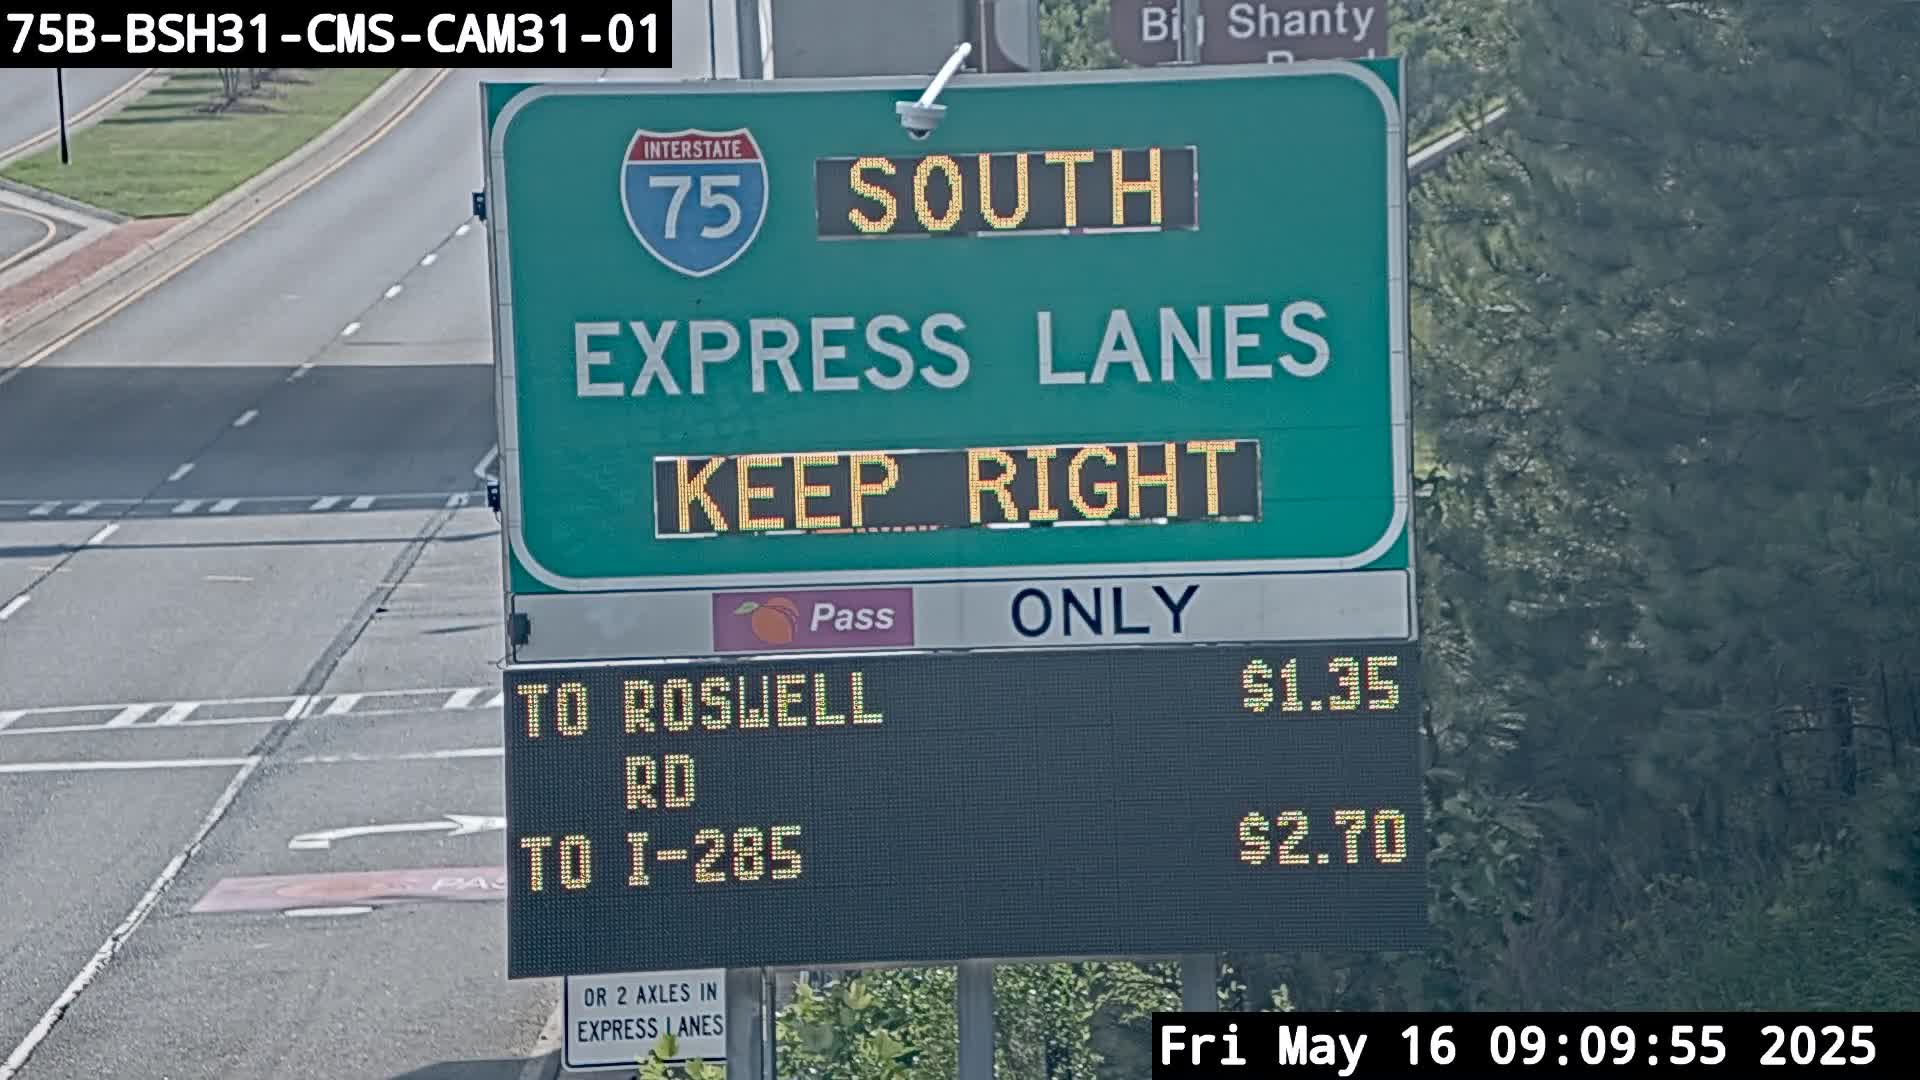 75B-BSH31-CMS-CAM31-01
Big Shanty
INTERSTATE
75
SOUTH
EXPRESS LANES
KEEP RIGHT
Pass ONLY
TO ROSWELL $1.35
RD
TO I-285 $2.70
OR 2 AXLES IN
EXPRESS LANES
Fri May 16 09:09:55 2025